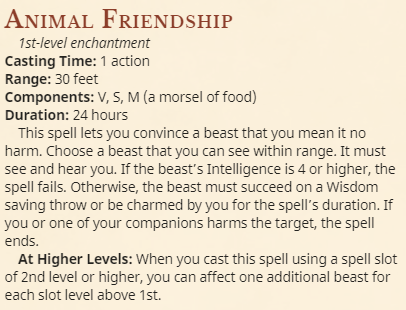 Animal Friendship
1st-level enchantment
Casting Time: 1 action
Range: 30 feet
Components: V, S, M (a morsel of food)
Duration: 24 hours
This spell lets you convince a beast that you mean it no
harm. Choose a beast that you can see within range. It must
see and hear you. If the beast's Intelligence is 4 or higher, the
spell fails. Otherwise, the beast must succeed on a Wisdom
saving throw or be charmed by you for the spell's duration. If
you or one of your companions harms the target, the spell
ends.
At Higher Levels: When you cast this spell using a spell slot
of 2nd level or higher, you can affect one additional beast for
each slot level above 1st.